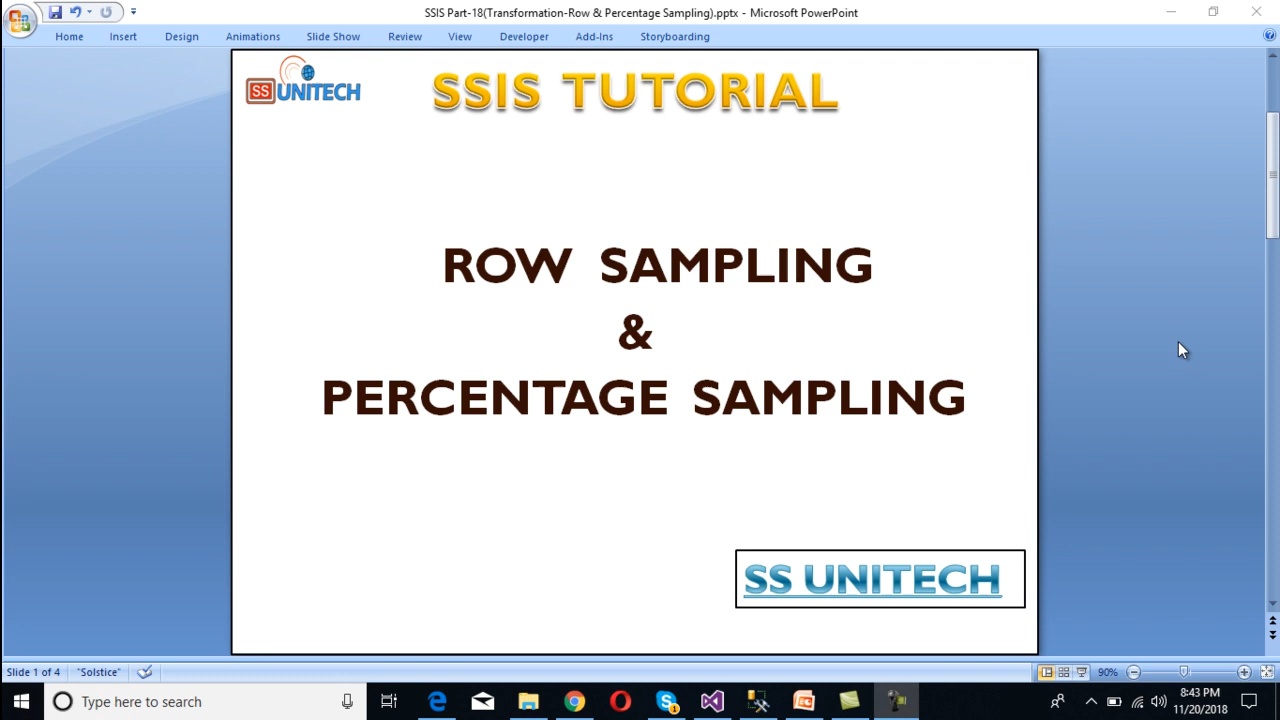 SSIS Part-18(Transformation-Row & Percentage Sampling).pptx - Microsoft PowerPoint
Home Insert Design Animations Slide Show Review View Developer Add-Ins Storyboarding
SS UNITECH
SSIS TUTORIAL
ROW SAMPLING
&
PERCENTAGE SAMPLING
SS UNITECH
Slide 1 of 4 "Solstice" 90%
Type here to search
8:43 PM
11/20/2018